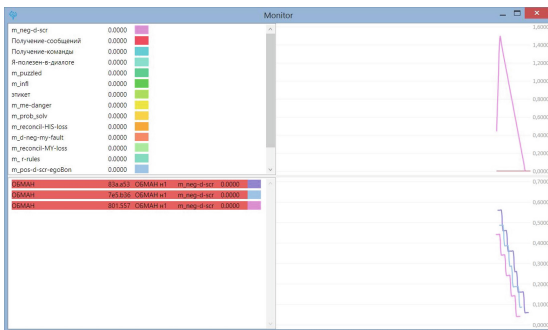 Monitor
m_neg-d-scr 0.0000
Получение-сообщений 0.0000
Получение-команды 0.0000
Я-полезен-в-диалоге 0.0000
m_puzzled 0.0000
m_infl 0.0000
этикет 0.0000
m_me-danger 0.0000
m_prob_solv 0.0000
m_reconcil-HIS-loss 0.0000
m_d-neg-my-fault 0.0000
m_reconcil-MY-loss 0.0000
m_ r-rules 0.0000
m_pos-d-scr-egoBon 0.0000
1,6000
1,4000
1,2000
1,0000
0,8000
0,6000
0,4000
0,2000
0,0000
ОБМАН 83a.a53 ОБМАН н1 m_neg-d-scr 0.0000
ОБМАН 7e5.b36 ОБМАН н1 m_neg-d-scr 0.0000
ОБМАН 801.557 ОБМАН н1 m_neg-d-scr 0.0000
0,7000
0,6000
0,5000
0,4000
0,3000
0,2000
0,1000
0,0000